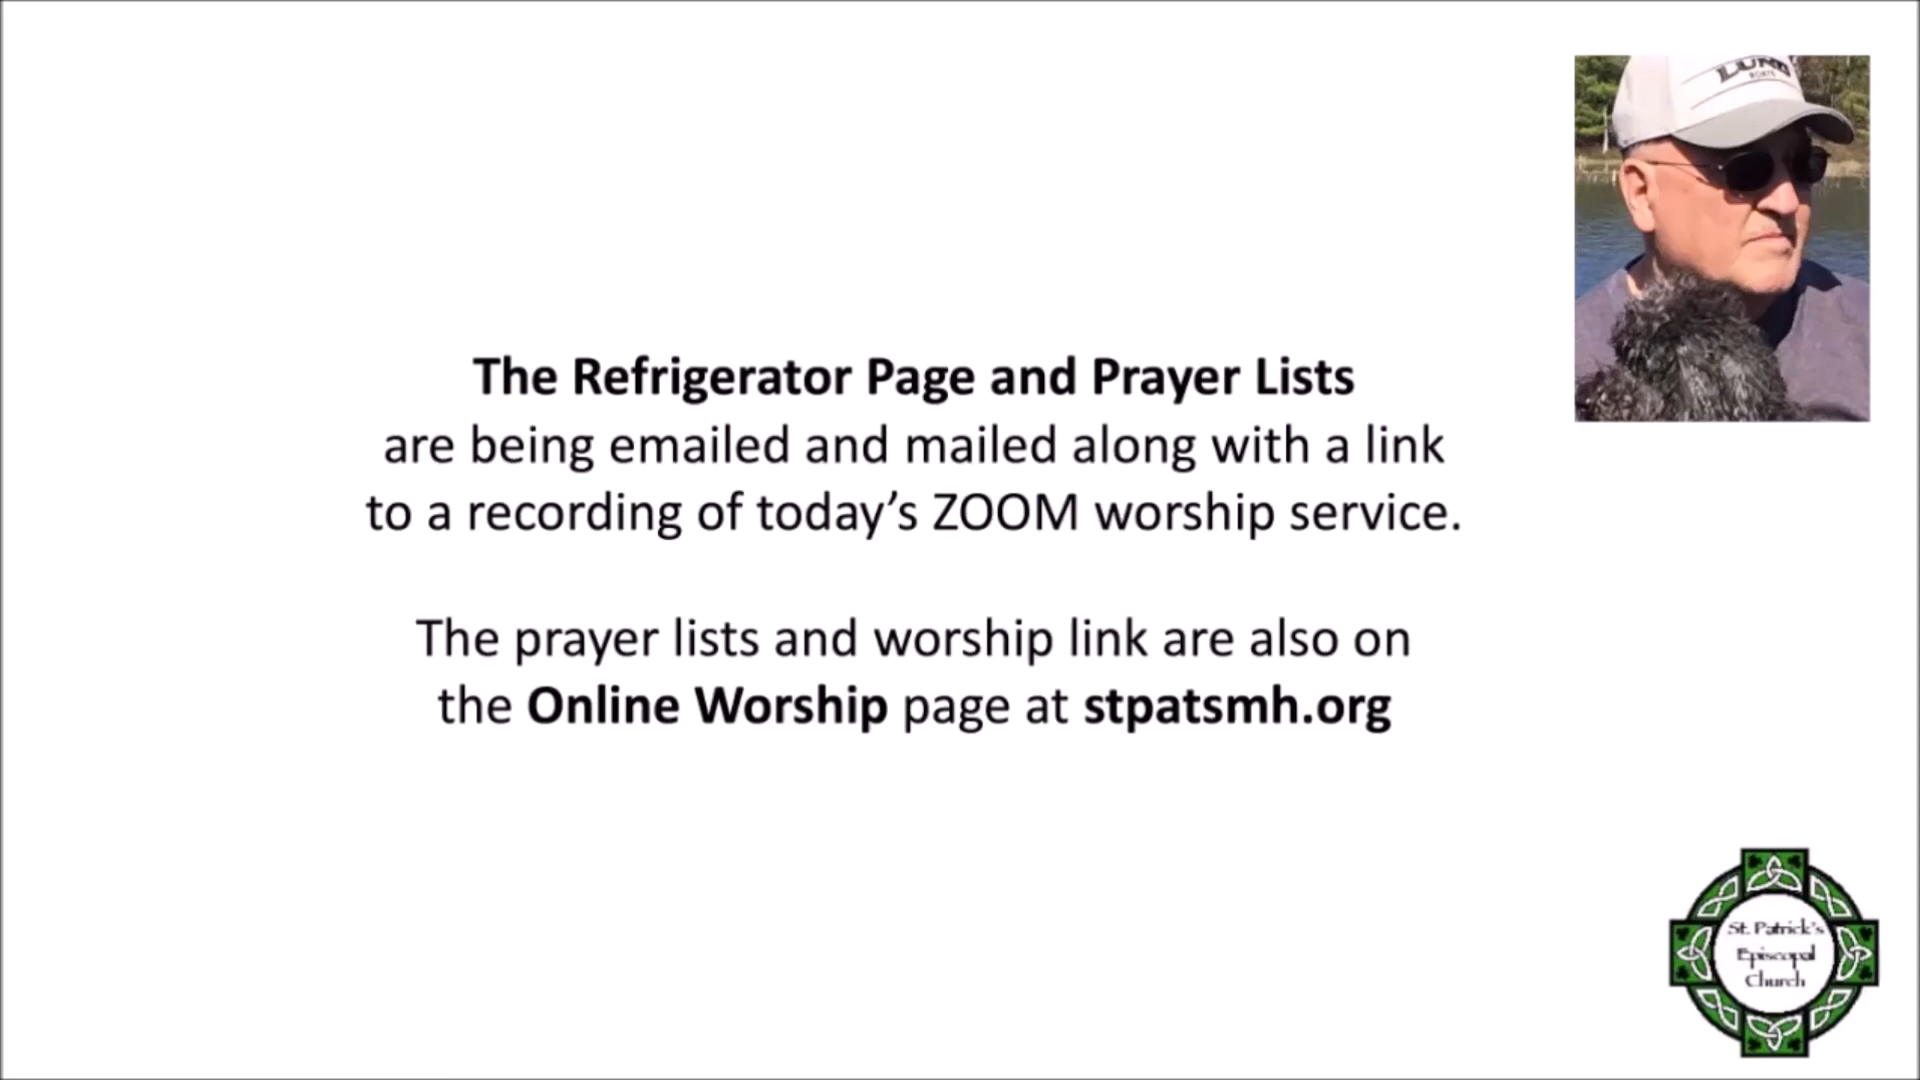 LUND
BOATS
The Refrigerator Page and Prayer Lists
are being emailed and mailed along with a link
to a recording of today’s ZOOM worship service.
The prayer lists and worship link are also on
the Online Worship page at stpatsmh.org
St. Patrick's
Episcopal
Church